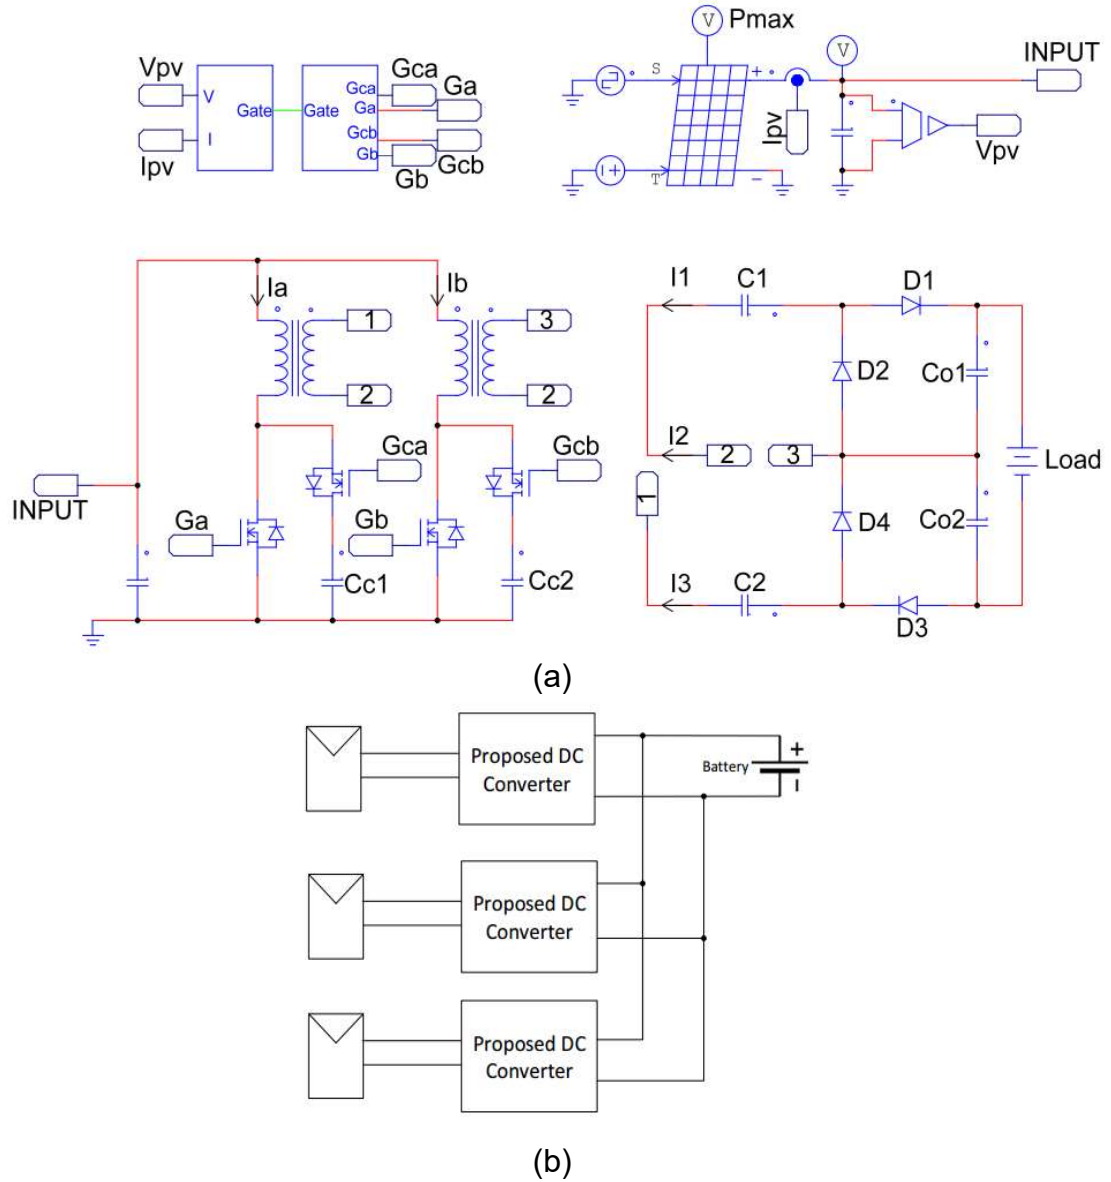 Vpv
Ipv
V
I
Gate
Gate
Gca
Ga
Gcb
Gb
Gca
Ga
Gcb
Gb
V
Pmax
S
T
+
−
Ipv
V
INPUT
Vpv
Ia
Ib
1
2
3
2
Gca
Gcb
INPUT
Ga
Gb
Cc1
Cc2
I1
C1
D1
D2
Co1
I2
2
3
Load
1
D4
Co2
I3
C2
D3
(a)
Proposed DC
Converter
Battery
+
−
Proposed DC
Converter
Proposed DC
Converter
(b)